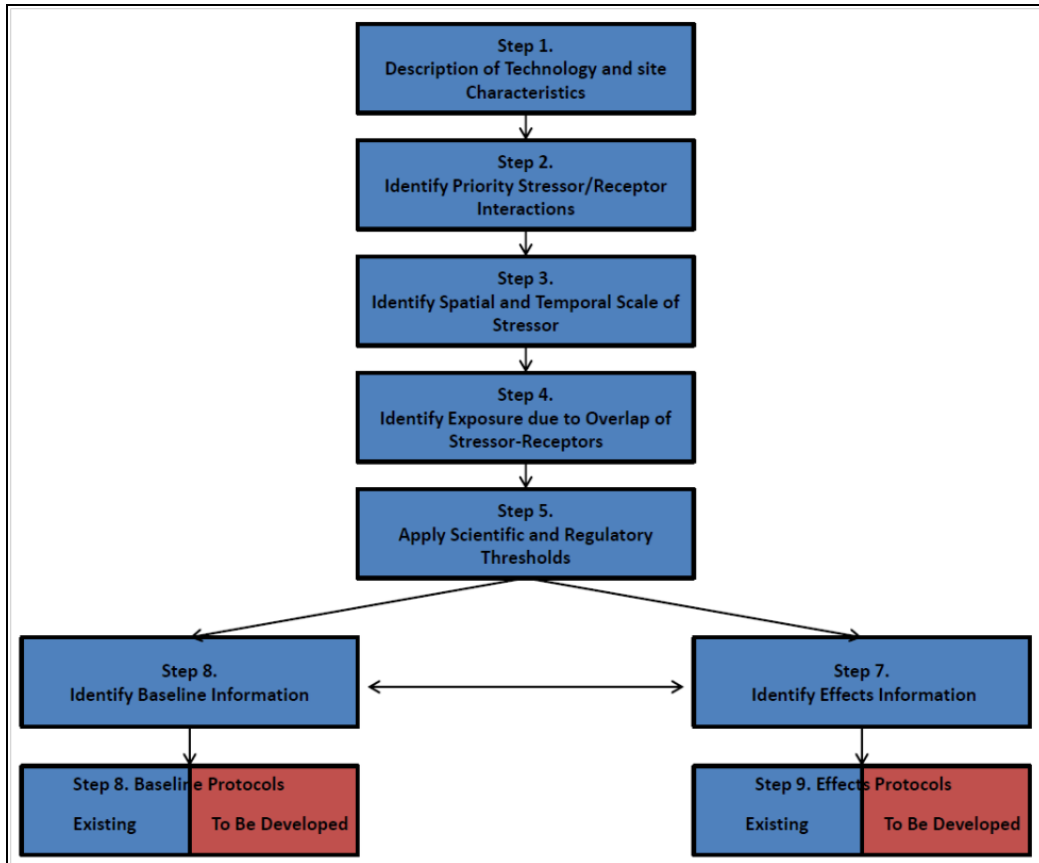 Step 1.
Description of Technology and site
Characteristics
Step 2.
Identify Priority Stressor/Receptor
Interactions
Step 3.
Identify Spatial and Temporal Scale of
Stressor
Step 4.
Identify Exposure due to Overlap of
Stressor-Receptors
Step 5.
Apply Scientific and Regulatory
Thresholds
Step 8.
Identify Baseline Information
Step 7.
Identify Effects Information
Step 8. Baseline Protocols
Existing
To Be Developed
Step 9. Effects Protocols
Existing
To Be Developed